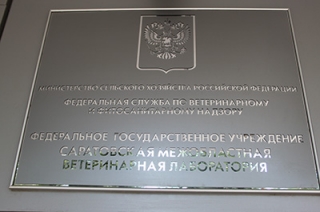 МИНИСТЕРСТВО СЕЛЬСКОГО ХОЗЯЙСТВА РОССИЙСКОЙ ФЕДЕРАЦИИ
ФЕДЕРАЛЬНАЯ СЛУЖБА ПО ВЕТЕРИНАРНОМУ
И ФИТОСАНИТАРНОМУ НАДЗОРУ
ФЕДЕРАЛЬНОЕ ГОСУДАРСТВЕННОЕ УЧРЕЖДЕНИЕ
САРАТОВСКАЯ МЕЖОБЛАСТНАЯ
ВЕТЕРИНАРНАЯ ЛАБОРАТОРИЯ